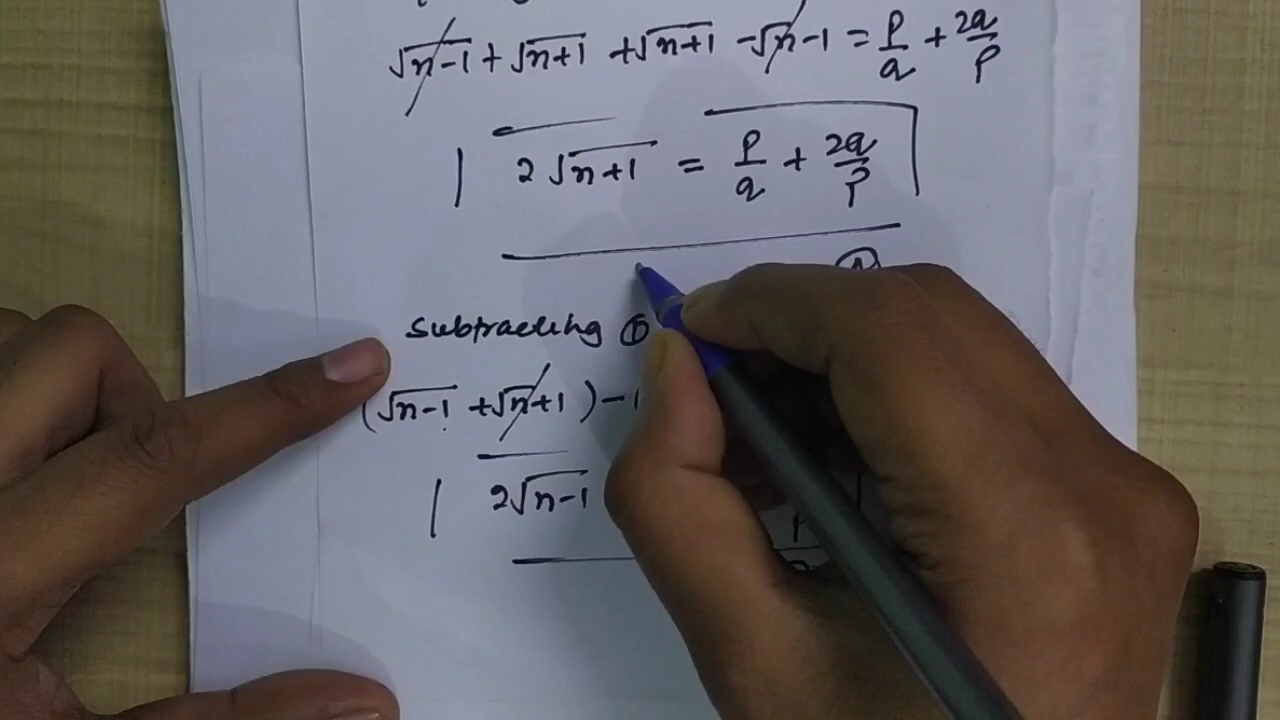 √n-1 + √n+1 + √n+1 - √n-1 = p/q + 2q/p
2√n+1 = p/q + 2q/p
subtracting ①
(√n-1 + √n+1) -
2√n-1